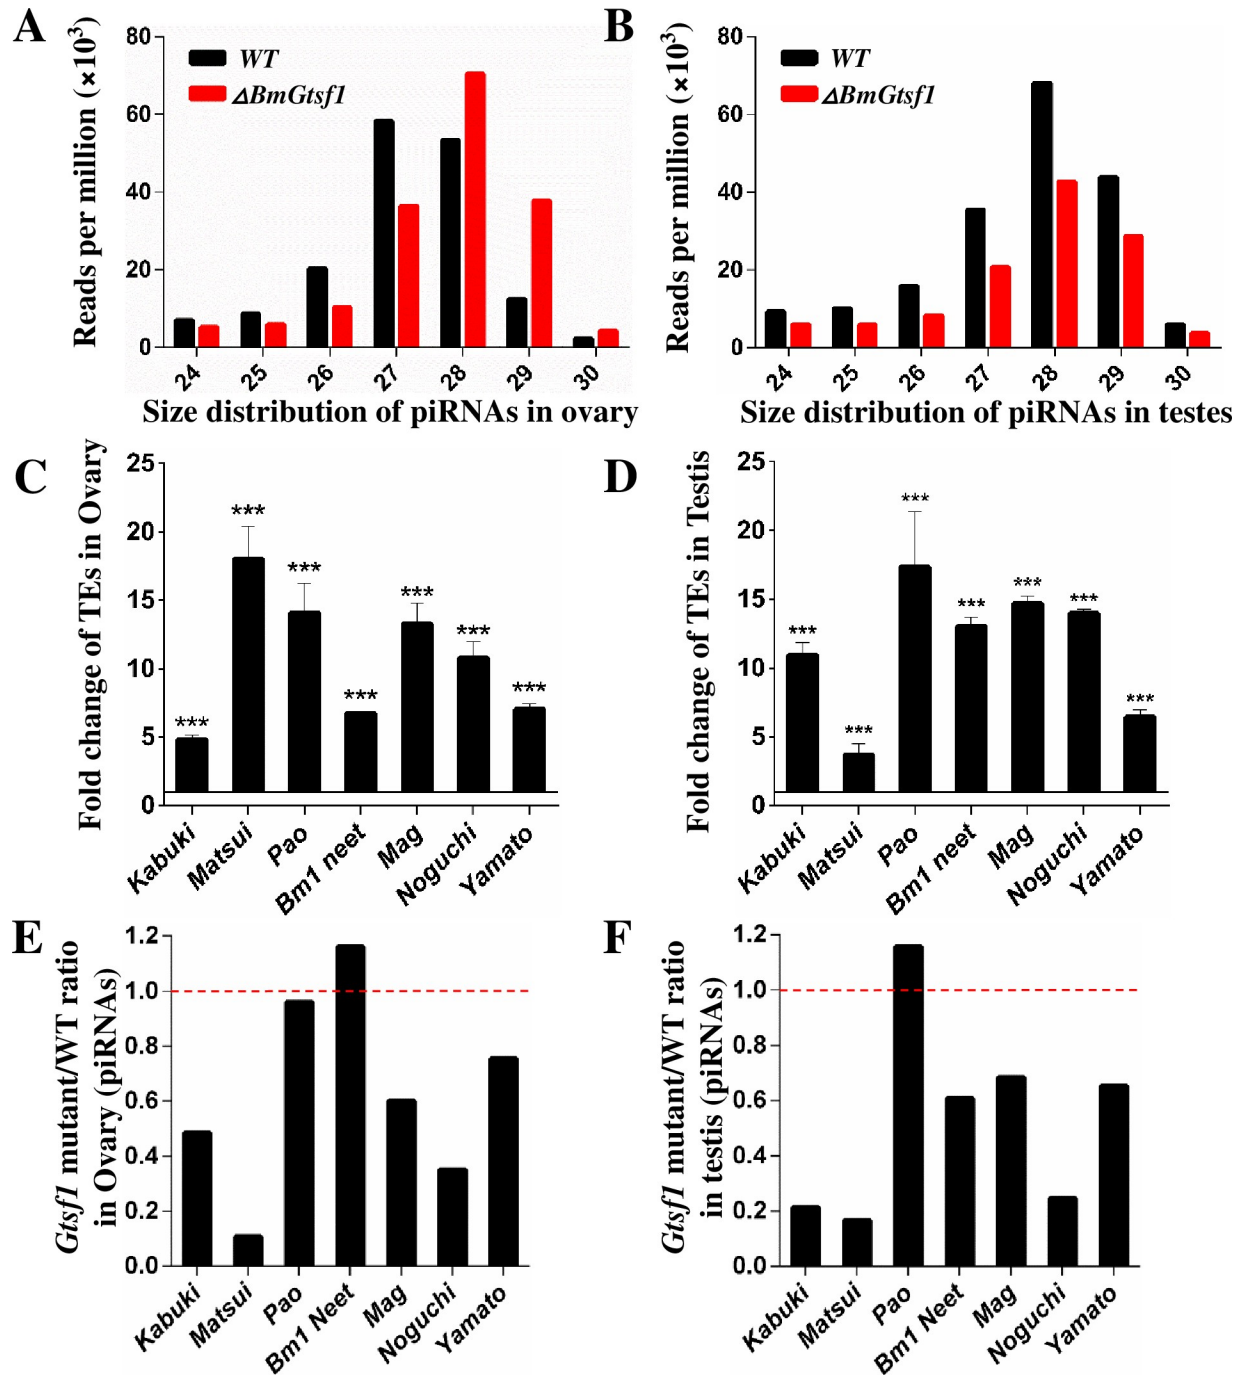 A
Reads per million (×10³)
80
60
40
20
0
WT
ΔBmGtsf1
24 25 26 27 28 29 30
Size distribution of piRNAs in ovary
B
Reads per million (×10³)
80
60
40
20
0
WT
ΔBmGtsf1
24 25 26 27 28 29 30
Size distribution of piRNAs in testes
C
Fold change of TEs in Ovary
25
20
15
10
5
0
*** *** *** *** *** *** ***
Kabuki Matsui Pao Bm1 neet Mag Noguchi Yamato
D
Fold change of TEs in Testis
25
20
15
10
5
0
*** *** *** *** *** *** ***
Kabuki Matsui Pao Bm1 neet Mag Noguchi Yamato
E
Gtsf1 mutant/WT ratio
in Ovary (piRNAs)
1.2
1.0
0.8
0.6
0.4
0.2
0.0
Kabuki Matsui Pao Bm1 Neet Mag Noguchi Yamato
F
Gtsf1 mutant/WT ratio
in testis (piRNAs)
1.2
1.0
0.8
0.6
0.4
0.2
0.0
Kabuki Matsui Pao Bm1 Neet Mag Noguchi Yamato